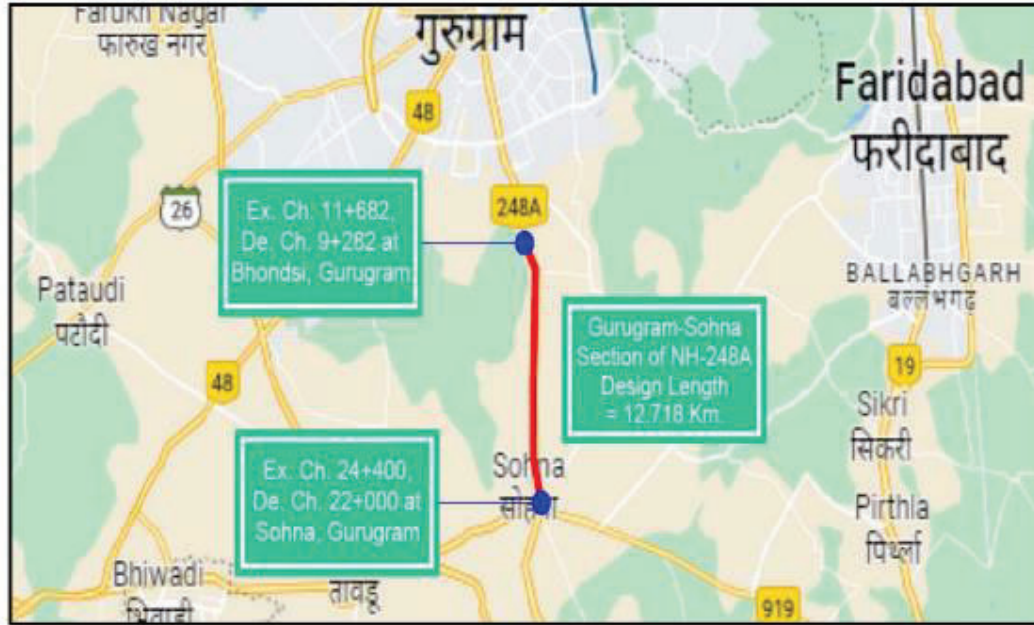 Farukh Nagar
फारुख नगर
गुरुग्राम
48
Faridabad
फरीदाबाद
26
Ex. Ch. 11+682,
De. Ch. 9+282 at
Bhondsi, Gurugram
248A
Pataudi
पटौदी
BALLABHGARH
बल्लभगढ़
Gurugram-Sohna
Section of NH-248A
Design Length
= 12.718 Km.
48
19
Sikri
सिकरी
Ex. Ch. 24+400,
De. Ch. 22+000 at
Sohna, Gurugram
Sohna
Pirthla
पिर्थ्ला
Bhiwadi
भिवाड़ी
तावडू
919